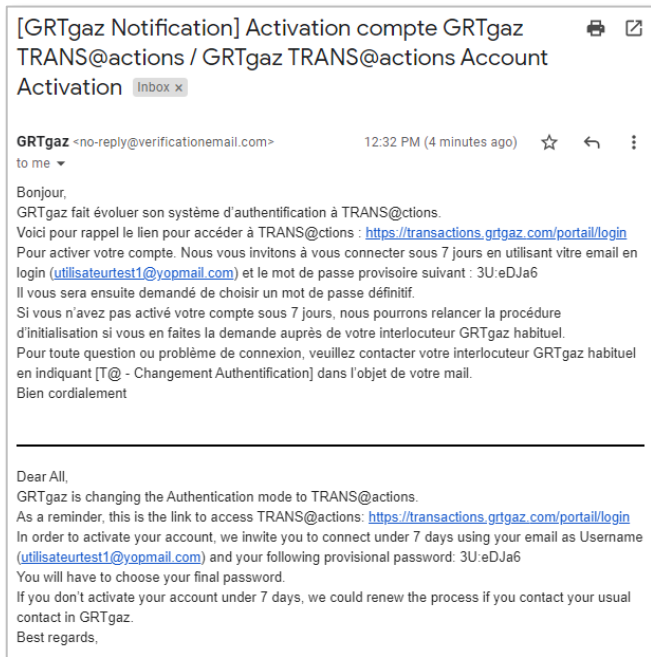 [GRTgaz Notification] Activation compte GRTgaz
TRANS@actions / GRTgaz TRANS@actions Account
Activation Inbox x
GRTgaz <no-reply@verificationemail.com> 12:32 PM (4 minutes ago)
to me
Bonjour,
GRTgaz fait évoluer son système d'authentification à TRANS@ctions.
Voici pour rappel le lien pour accéder à TRANS@ctions : https://transactions.grtgaz.com/portail/login
Pour activer votre compte. Nous vous invitons à vous connecter sous 7 jours en utilisant vitre email en
login (utilisateurtest1@yopmail.com) et le mot de passe provisoire suivant : 3U:eDJa6
Il vous sera ensuite demandé de choisir un mot de passe définitif.
Si vous n'avez pas activé votre compte sous 7 jours, nous pourrons relancer la procédure
d'initialisation si vous en faites la demande auprès de votre interlocuteur GRTgaz habituel.
Pour toute question ou problème de connexion, veuillez contacter votre interlocuteur GRTgaz habituel
en indiquant [T@ - Changement Authentification] dans l'objet de votre mail.
Bien cordialement
Dear All,
GRTgaz is changing the Authentication mode to TRANS@actions.
As a reminder, this is the link to access TRANS@actions: https://transactions.grtgaz.com/portail/login
In order to activate your account, we inwite you to connect under 7 days using your email as Username
(utilisateurtest1@yopmail.com) and your following provisional password: 3U:eDJa6
You will have to choose your final password.
If you don't activate your account under 7 days, we could renew the process if you contact your usual
contact in GRTgaz.
Best regards,